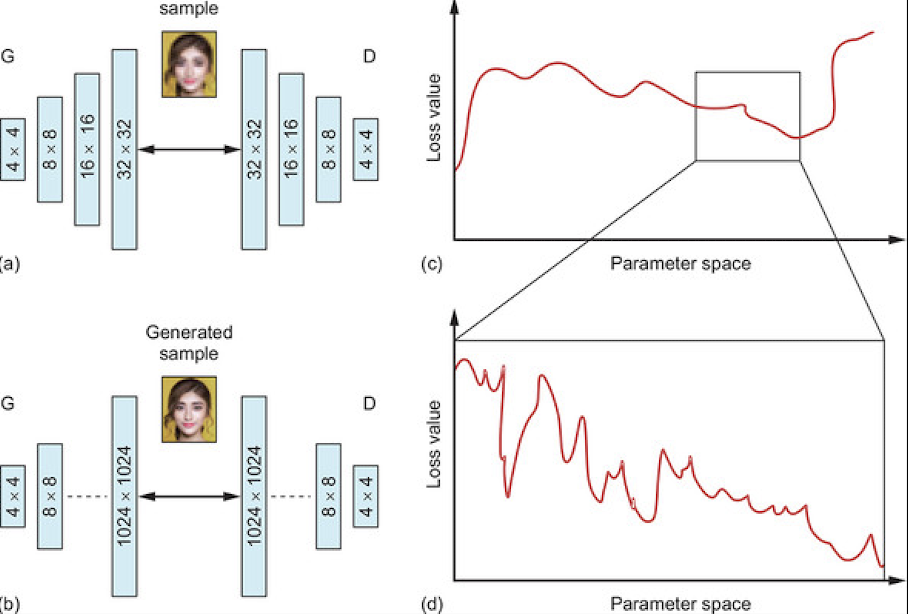 sample
G
D
4 × 4
8 × 8
16 × 16
32 × 32
32 × 32
16 × 16
8 × 8
4 × 4
(a)
Loss value
Parameter space
(c)
Generated
sample
G
D
4 × 4
8 × 8
1024 × 1024
1024 × 1024
8 × 8
4 × 4
(b)
Loss value
Parameter space
(d)